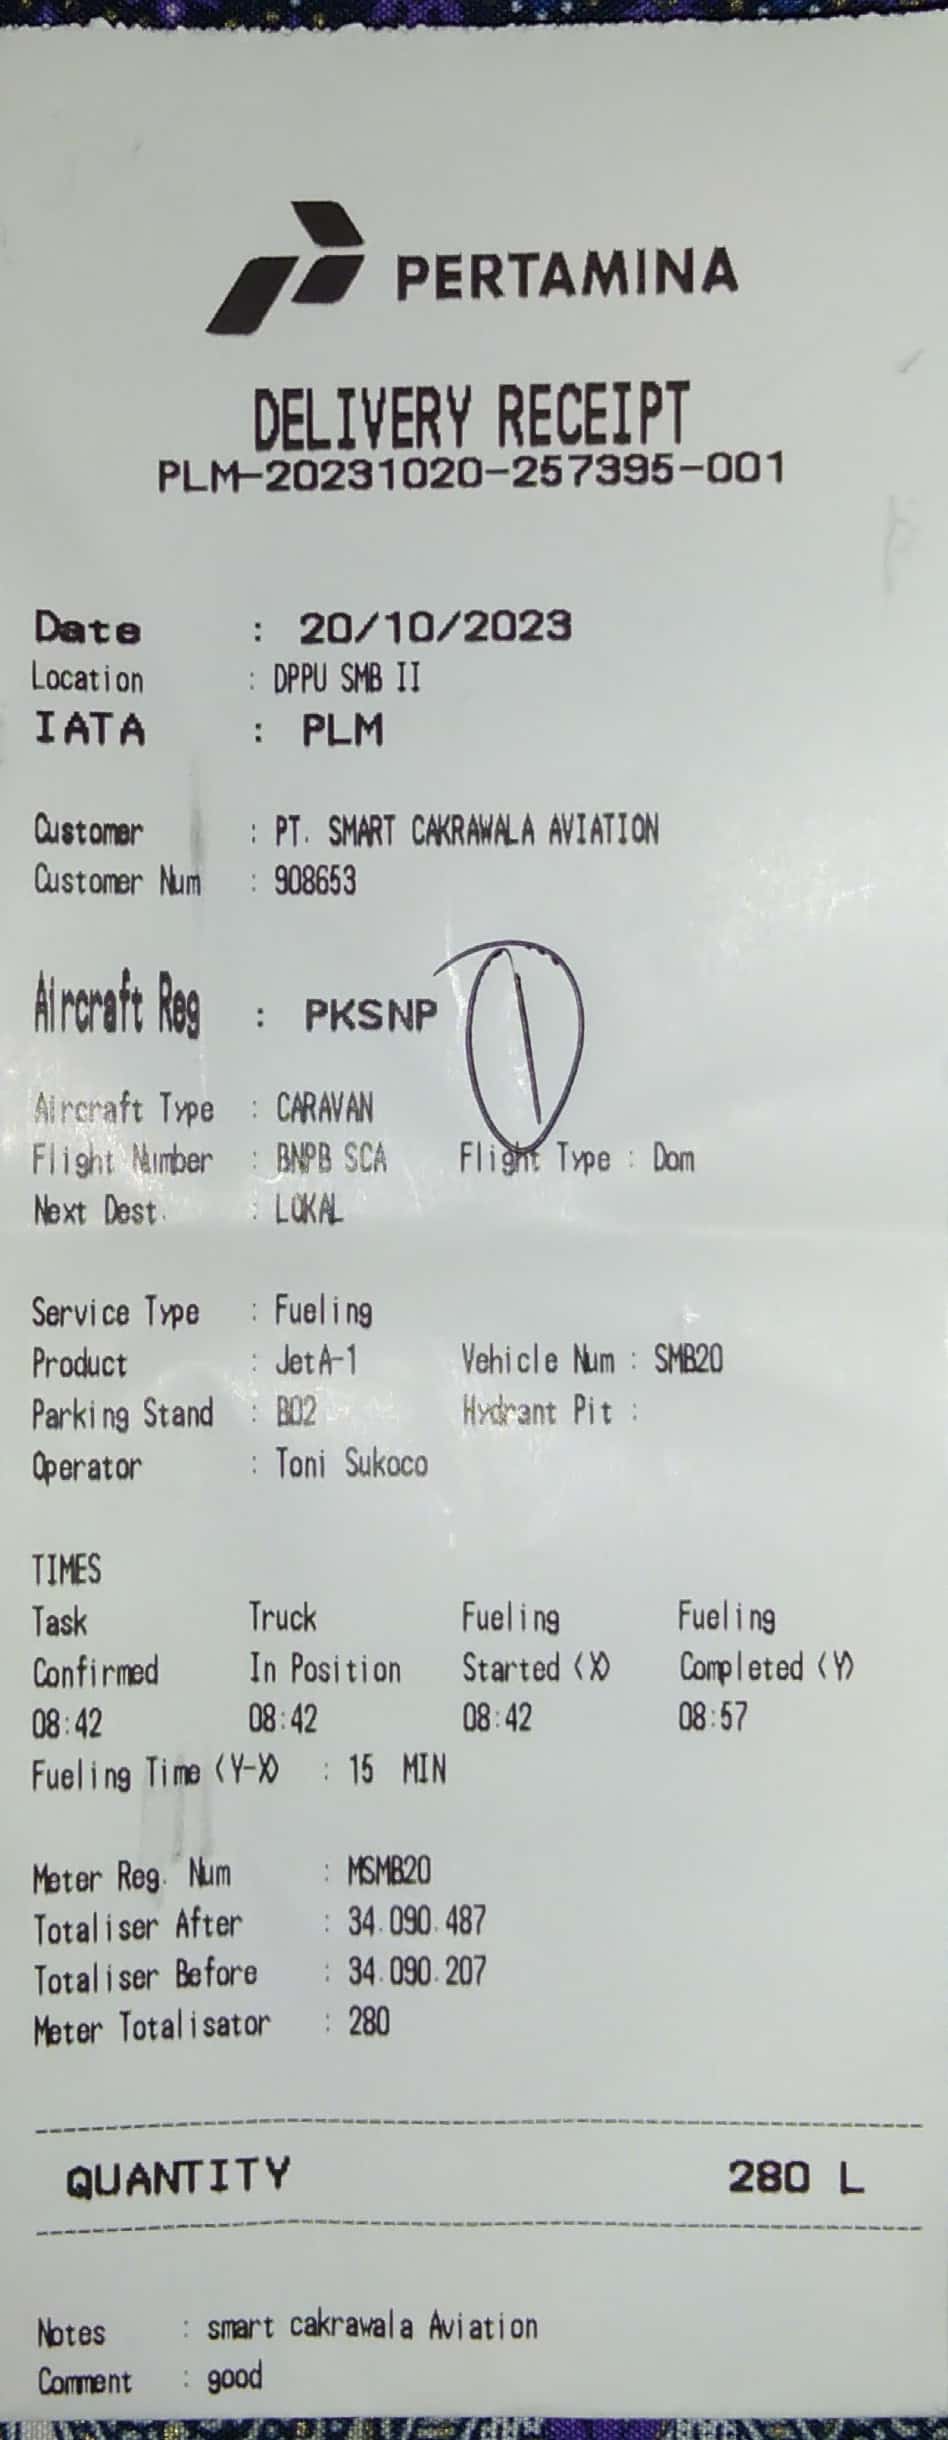 PERTAMINA
DELIVERY RECEIPT
PLM-20231020-257395-001
Date : 20/10/2023
Location : DPPU SMB II
IATA : PLM
Customer : PT. SMART CAKRAWALA AVIATION
Customer Num : 908653
Aircraft Reg : PKSNP
Aircraft Type : CARAVAN
Flight Number : BNPB SCA Flight Type : Dom
Next Dest. : LOKAL
Service Type : Fueling
Product : JetA-1 Vehicle Num : SMB20
Parking Stand : B02 Hydrant Pit :
Operator : Toni Sukoco
TIMES
Task Truck Fueling Fueling
Confirmed In Position Started (X) Completed (Y)
08:42 08:42 08:42 08:57
Fueling Time (Y-X) : 15 MIN
Meter Reg. Num : MSMB20
Totaliser After : 34.090.487
Totaliser Before : 34.090.207
Meter Totalisator : 280
QUANTITY 280 L
Notes : smart cakrawala Aviation
Comment : good